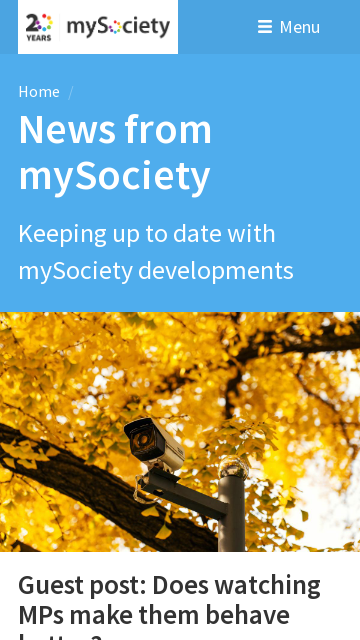 20 YEARS
mySociety
Menu
Home /
News from
mySociety
Keeping up to date with
mySociety developments
Guest post: Does watching
MPs make them behave
better?